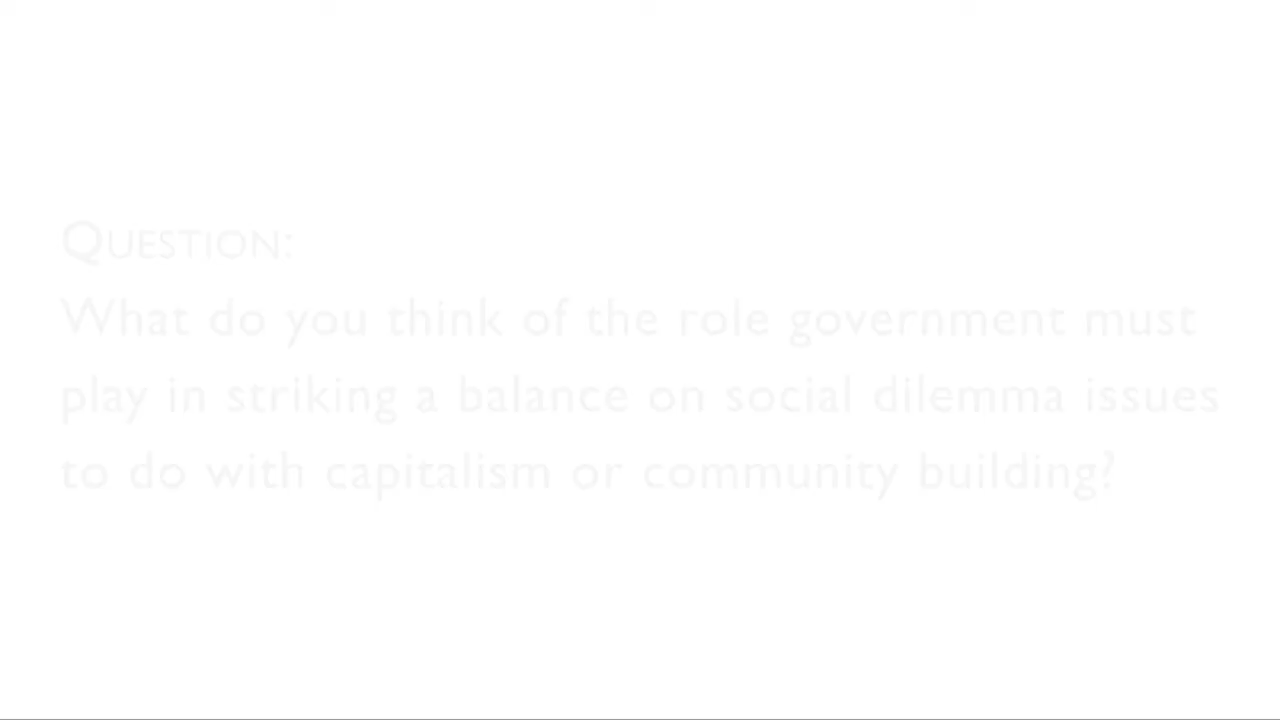 QUESTION:
What do you think of the role government must
play in striking a balance on social dilemma issues
to do with capitalism or community building?